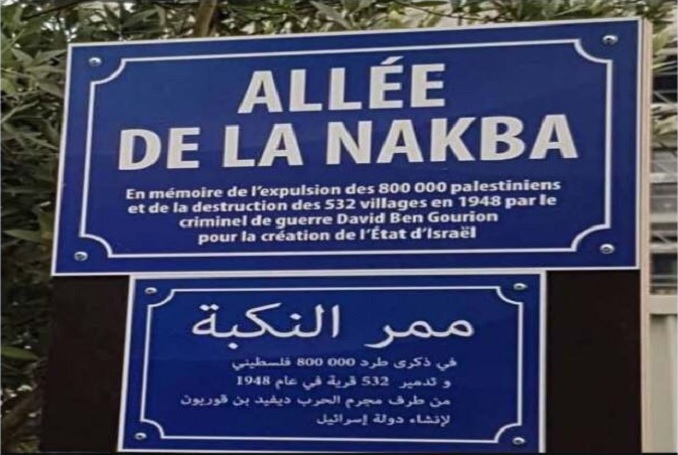 ALLÉE
DE LA NAKBA
En mémoire de l'expulsion des 800 000 palestiniens
et de la destruction des 532 villages en 1948 par le
criminel de guerre David Ben Gourion
pour la création de l'État d'Israël
ممر النكبة
في ذكرى طرد 000 800 فلسطيني
و تدمير 532 قرية في عام 1948
من طرف مجرم الحرب ديفيد بن قوريون
لإنشاء دولة إسرائيل